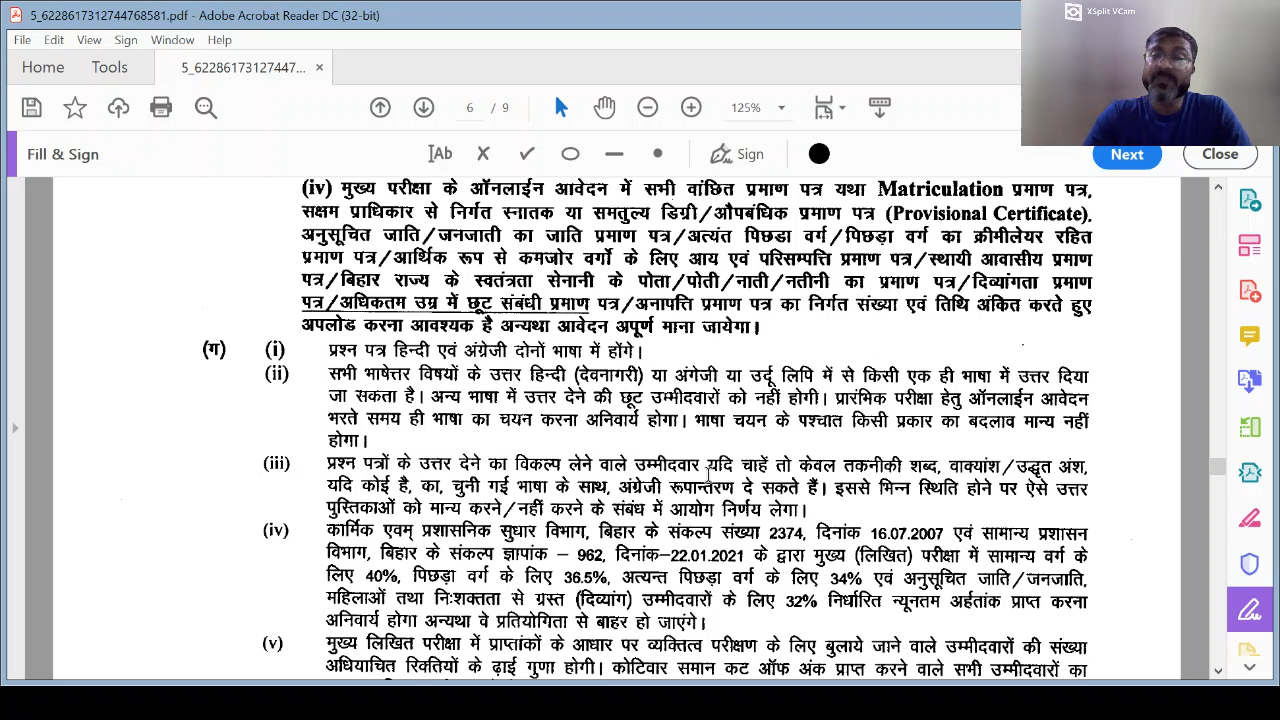 5_6228617312744768581.pdf - Adobe Acrobat Reader DC (32-bit)
XSplit VCam
File Edit View Sign Window Help
Home Tools 5_62286173127447... ×
6 / 9 125%
Fill & Sign Ab Sign Next Close
(iv) मुख्य परीक्षा के ऑनलाईन आवेदन में सभी वांछित प्रमाण पत्र यथा Matriculation प्रमाण पत्र,
सक्षम प्राधिकार से निर्गत स्नातक या समतुल्य डिग्री/औपबंधिक प्रमाण पत्र (Provisional Certificate),
अनुसूचित जाति/जनजाती का जाति प्रमाण पत्र/अत्यंत पिछडा वर्ग/पिछड़ा वर्ग का क्रीमीलेयर रहित
प्रमाण पत्र/आर्थिक रूप से कमजोर वर्गो के लिए आय एवं परिसम्पत्ति प्रमाण पत्र/स्थायी आवासीय प्रमाण
पत्र/बिहार राज्य के स्वतंत्रता सेनानी के पोता/पोती/नाती/नतीनी का प्रमाण पत्र/दिव्यांगता प्रमाण
पत्र/अधिकतम उम्र में छूट संबंधी प्रमाण पत्र/अनापत्ति प्रमाण पत्र का निर्गत संख्या एवं तिथि अंकित करते हुए
अपलोड करना आवश्यक है अन्यथा आवेदन अपूर्ण माना जायेगा।
(ग) (i) प्रश्न पत्र हिन्दी एवं अंग्रेजी दोनों भाषा में होंगे।
(ii) सभी भाषेत्तर विषयों के उत्तर हिन्दी (देवनागरी) या अंगेजी या उर्दू लिपि में से किसी एक ही भाषा में उत्तर दिया
जा सकता है। अन्य भाषा में उत्तर देने की छूट उम्मीदवारों को नहीं होगी। प्रारंभिक परीक्षा हेतु ऑनलाईन आवेदन
भरते समय ही भाषा का चयन करना अनिवार्य होगा। भाषा चयन के पश्चात किसी प्रकार का बदलाव मान्य नहीं
होगा।
(iii) प्रश्न पत्रों के उत्तर देने का विकल्प लेने वाले उम्मीदवार यदि चाहें तो केवल तकनीकी शब्द, वाक्यांश/उद्धृत अंश,
यदि कोई है, का, चुनी गई भाषा के साथ, अंग्रेजी रूपान्तरण दे सकते हैं। इससे भिन्न स्थिति होने पर ऐसे उत्तर
पुस्तिकाओं को मान्य करने/नहीं करने के संबंध में आयोग निर्णय लेगा।
(iv) कार्मिक एवम् प्रशासनिक सुधार विभाग, बिहार के संकल्प संख्या 2374, दिनांक 16.07.2007 एवं सामान्य प्रशासन
विभाग, बिहार के संकल्प ज्ञापांक – 962, दिनांक–22.01.2021 के द्वारा मुख्य (लिखित) परीक्षा में सामान्य वर्ग के
लिए 40%, पिछड़ा वर्ग के लिए 36.5%, अत्यन्त पिछड़ा वर्ग के लिए 34% एवं अनुसूचित जाति/जनजाति,
महिलाओं तथा निःशक्तता से ग्रस्त (दिव्यांग) उम्मीदवारों के लिए 32% निर्धारित न्यूनतम अर्हतांक प्राप्त करना
अनिवार्य होगा अन्यथा वे प्रतियोगिता से बाहर हो जाएंगे।
(v) मुख्य लिखित परीक्षा में प्राप्तांकों के आधार पर व्यक्तित्व परीक्षण के लिए बुलाये जाने वाले उम्मीदवारों की संख्या
अधियाचित रिक्तियों के ढ़ाई गुणा होगी। कोटिवार समान कट ऑफ अंक प्राप्त करने वाले सभी उम्मीदवारों का